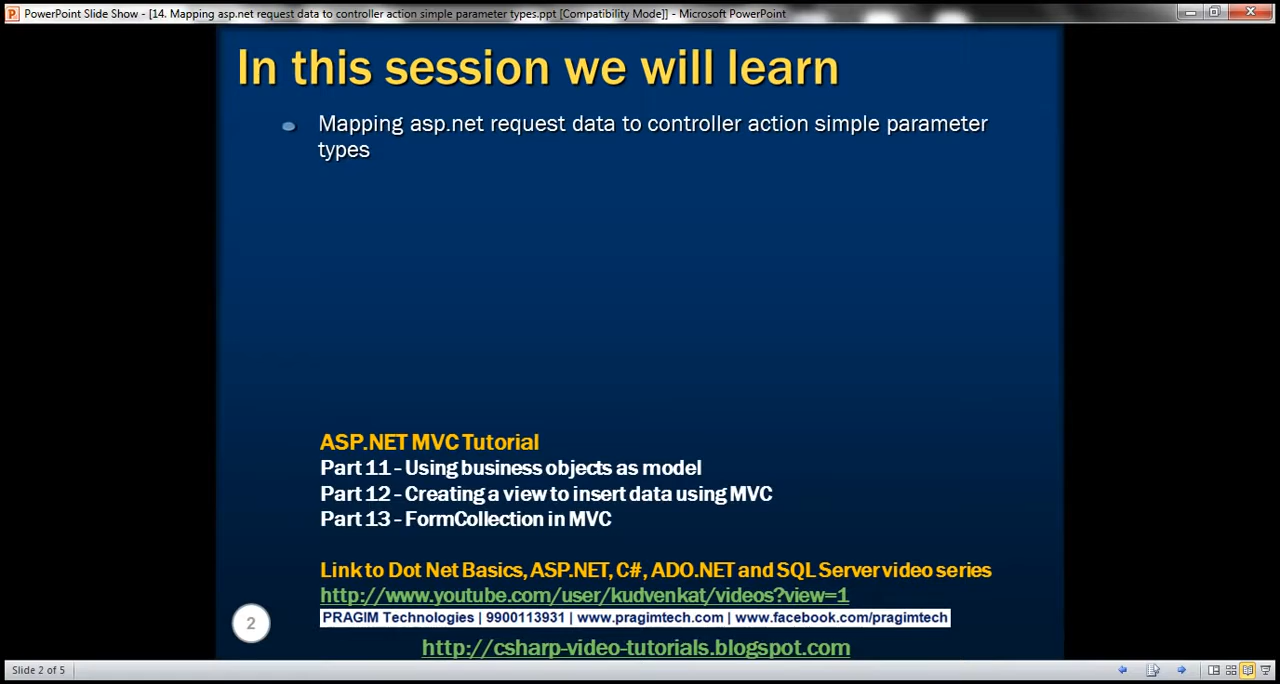 PowerPoint Slide Show - [14. Mapping asp.net request data to controller action simple parameter types.ppt [Compatibility Mode]] - Microsoft PowerPoint
In this session we will learn
Mapping asp.net request data to controller action simple parameter
types
ASP.NET MVC Tutorial
Part 11 - Using business objects as model
Part 12 - Creating a view to insert data using MVC
Part 13 - FormCollection in MVC
Link to Dot Net Basics, ASP.NET, C#, ADO.NET and SQL Server video series
http://www.youtube.com/user/kudvenkat/videos?view=1
PRAGIM Technologies | 9900113931 | www.pragimtech.com | www.facebook.com/pragimtech
2
http://csharp-video-tutorials.blogspot.com
Slide 2 of 5